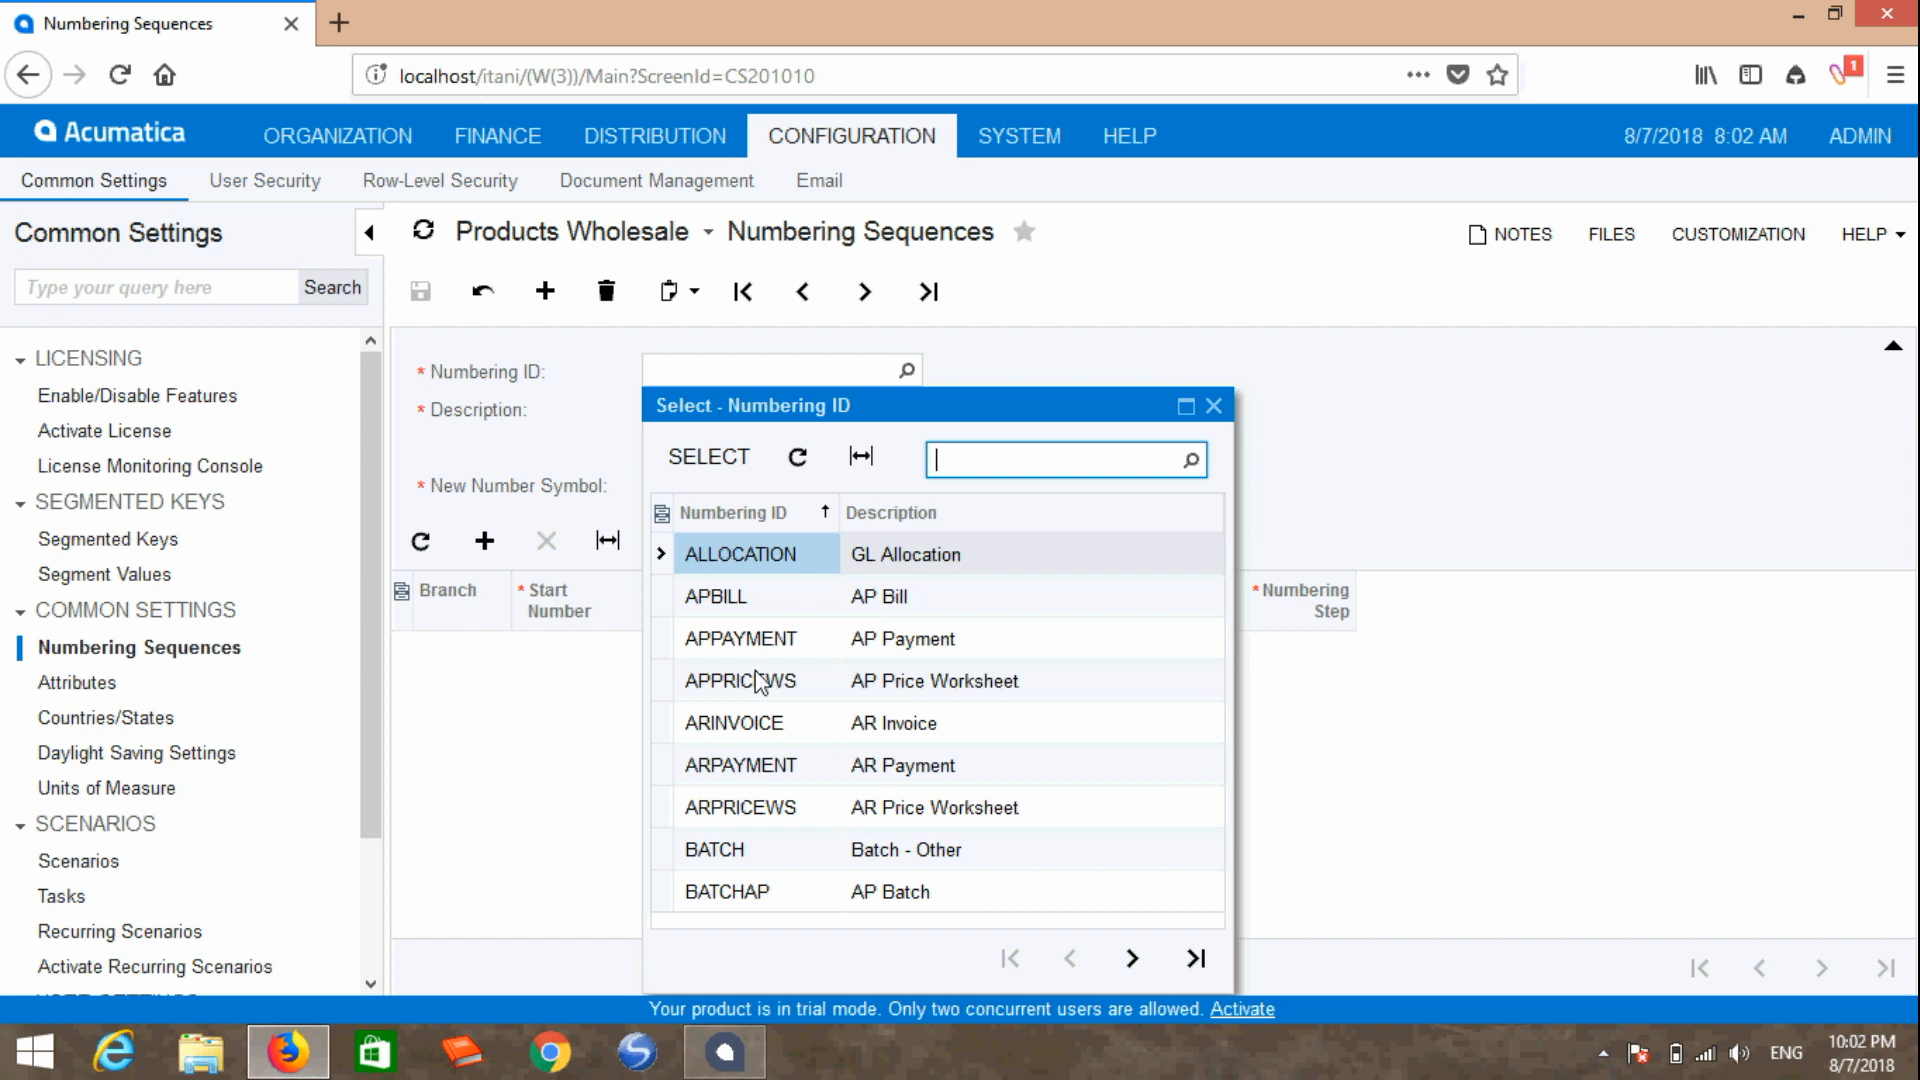 Numbering Sequences
localhost/itani/(W(3))/Main?ScreenId=CS201010
1
Acumatica
ORGANIZATION
FINANCE
DISTRIBUTION
CONFIGURATION
SYSTEM
HELP
8/7/2018 8:02 AM
ADMIN
Common Settings
User Security
Row-Level Security
Document Management
Email
Common Settings
Products Wholesale
Numbering Sequences
NOTES
FILES
CUSTOMIZATION
HELP
Type your query here
Search
LICENSING
Enable/Disable Features
Activate License
License Monitoring Console
SEGMENTED KEYS
Segmented Keys
Segment Values
COMMON SETTINGS
Numbering Sequences
Attributes
Countries/States
Daylight Saving Settings
Units of Measure
SCENARIOS
Scenarios
Tasks
Recurring Scenarios
Activate Recurring Scenarios
* Numbering ID:
* Description:
* New Number Symbol:
Branch
* Start
Number
* Numbering
Step
Select - Numbering ID
SELECT
Numbering ID
Description
ALLOCATION
GL Allocation
APBILL
AP Bill
APPAYMENT
AP Payment
APPRICEWS
AP Price Worksheet
ARINVOICE
AR Invoice
ARPAYMENT
AR Payment
ARPRICEWS
AR Price Worksheet
BATCH
Batch - Other
BATCHAP
AP Batch
Your product is in trial mode. Only two concurrent users are allowed. Activate
ENG
10:02 PM
8/7/2018